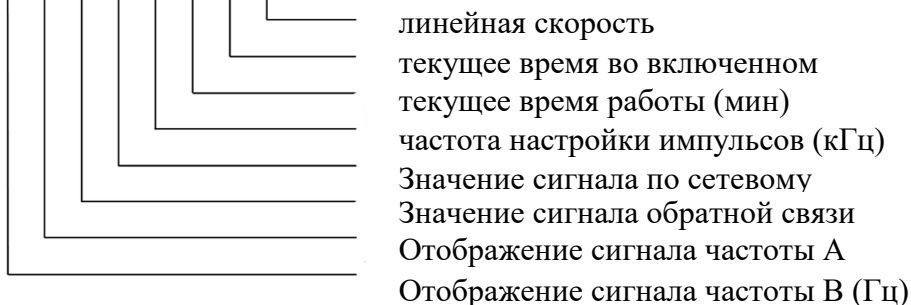 линейная скорость
текущее время во включенном
текущее время работы (мин)
частота настройки импульсов (кГц)
Значение сигнала по сетевому
Значение сигнала обратной связи
Отображение сигнала частоты А
Отображение сигнала частоты В (Гц)